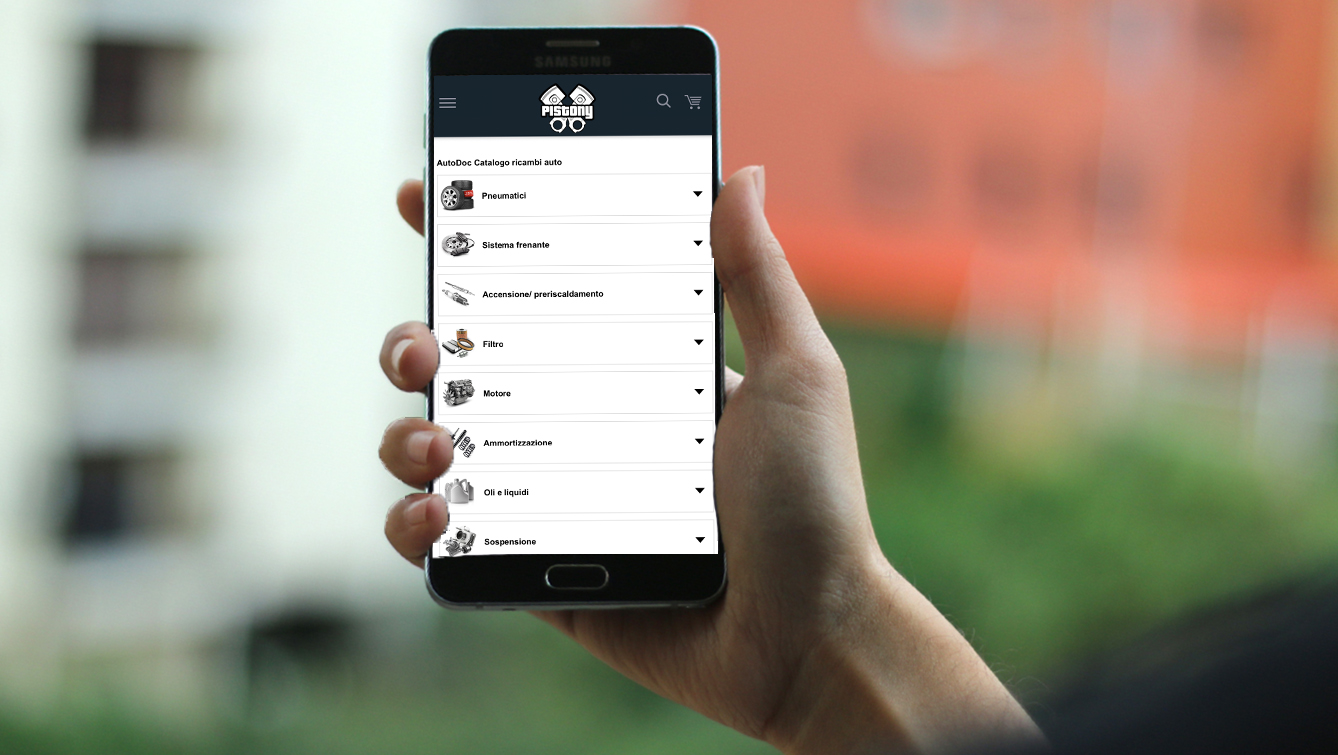 SAMSUNG
PISTONY
AutoDoc Catalogo ricambi auto
Pneumatici
Sistema frenante
Accensione/ preriscaldamento
Filtro
Motore
Ammortizzazione
Oli e liquidi
Sospensione